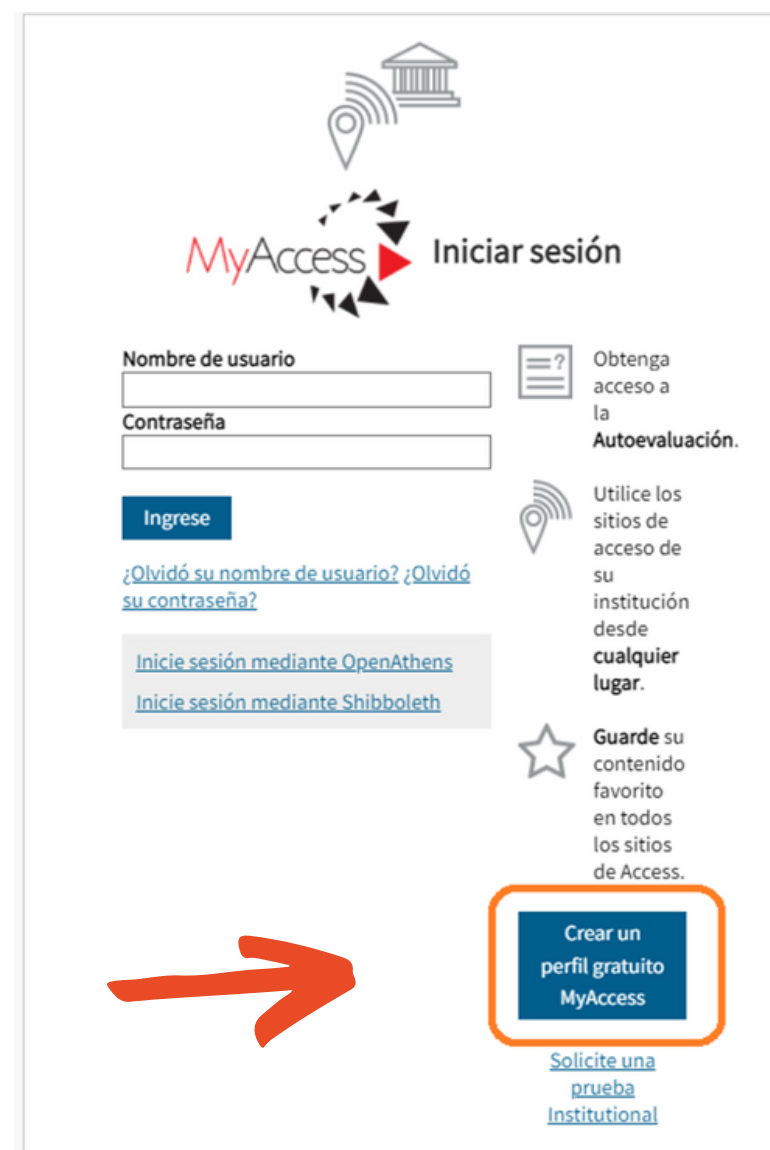 MyAccess Iniciar sesión
Nombre de usuario
Contraseña
Ingrese
¿Olvidó su nombre de usuario? ¿Olvidó
su contraseña?
Inicie sesión mediante OpenAthens
Inicie sesión mediante Shibboleth
?
Obtenga
acceso a
la
Autoevaluación.
Utilice los
sitios de
acceso de
su
institución
desde
cualquier
lugar.
Guarde su
contenido
favorito
en todos
los sitios
de Access.
Crear un
perfil gratuito
MyAccess
Solicite una
prueba
Institutional